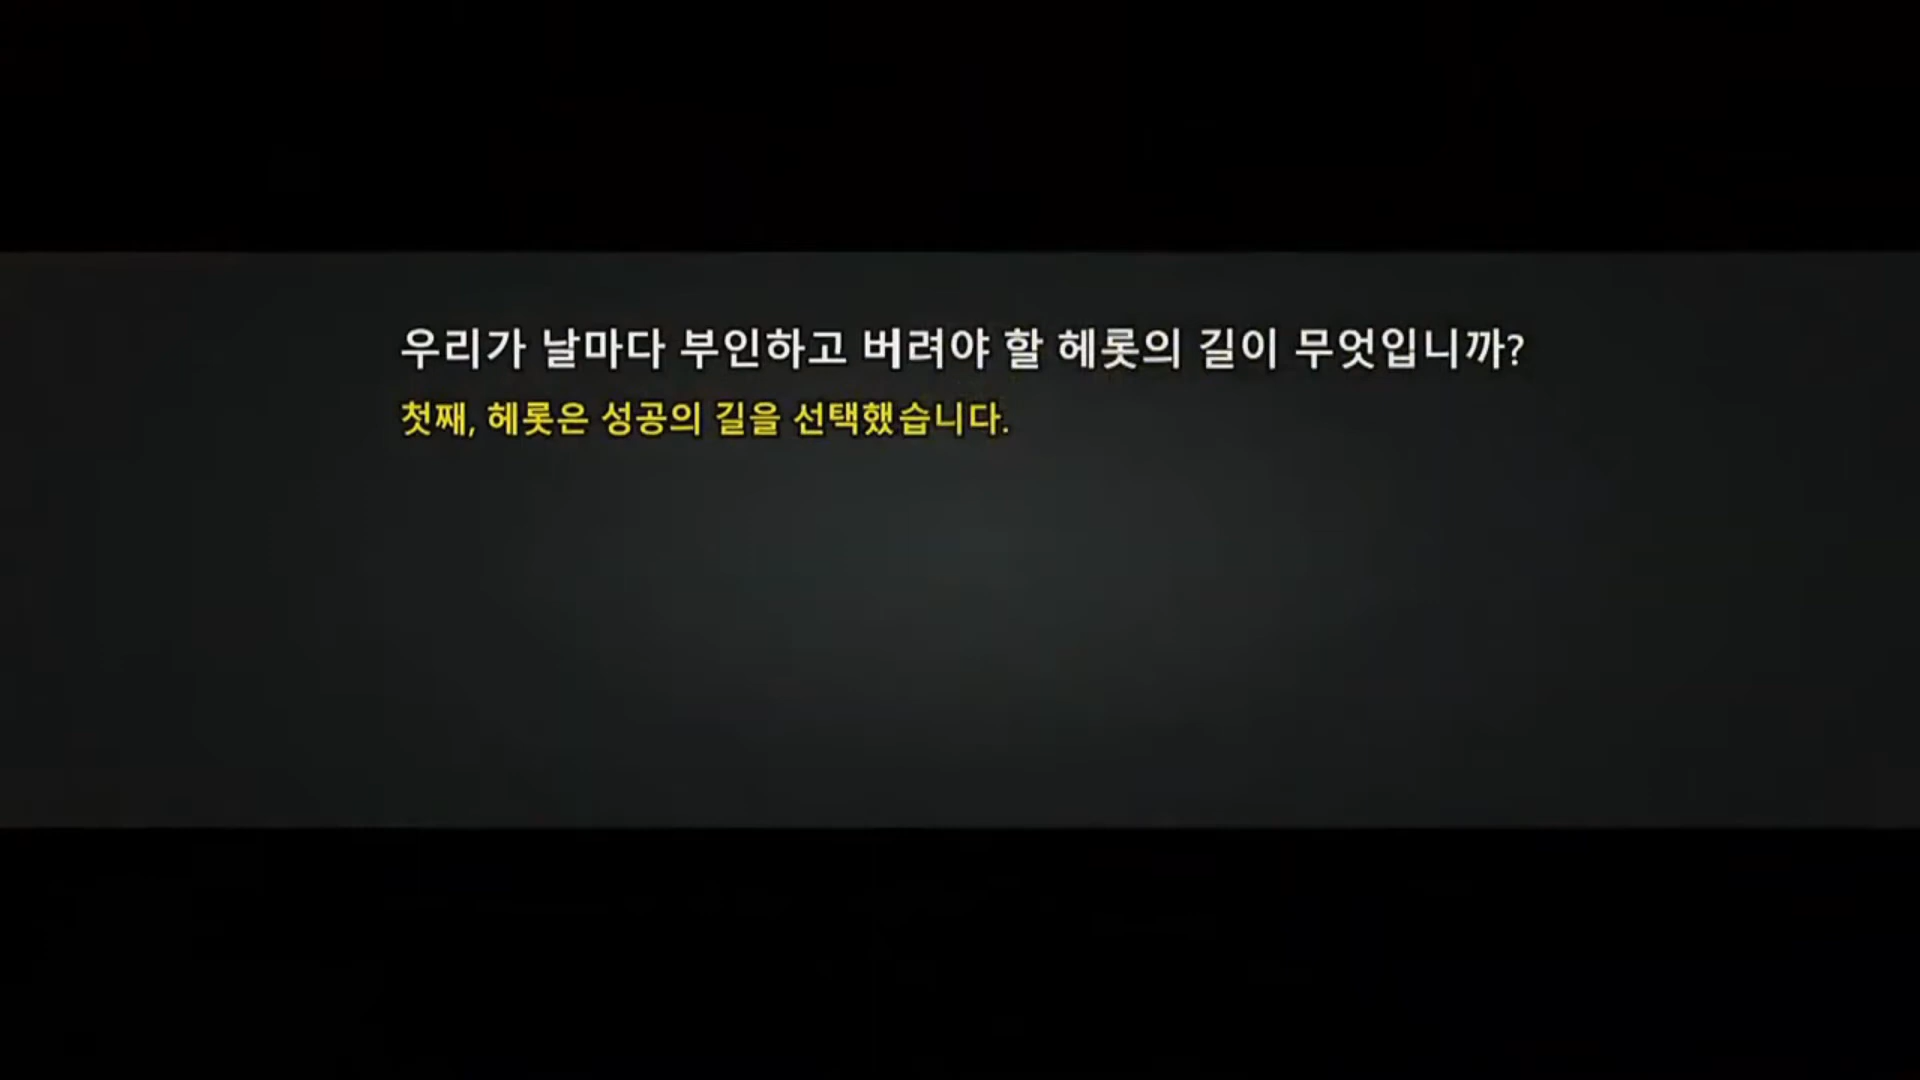 우리가 날마다 부인하고 버려야 할 헤롯의 길이 무엇입니까?
첫째, 헤롯은 성공의 길을 선택했습니다.